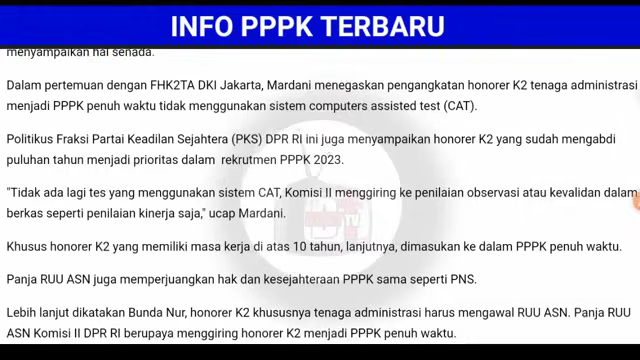 INFO PPPK TERBARU
menyampaikan hal senada.
Dalam pertemuan dengan FHK2TA DKI Jakarta, Mardani menegaskan pengangkatan honorer K2 tenaga administrasi
menjadi PPPK penuh waktu tidak menggunakan sistem computers assisted test (CAT).
Politikus Fraksi Partai Keadilan Sejahtera (PKS) DPR RI ini juga menyampaikan honorer K2 yang sudah mengabdi
puluhan tahun menjadi prioritas dalam rekrutmen PPPK 2023.
"Tidak ada lagi tes yang menggunakan sistem CAT, Komisi II menggiring ke penilaian observasi atau kevalidan dalam
berkas seperti penilaian kinerja saja," ucap Mardani.
Khusus honorer K2 yang memiliki masa kerja di atas 10 tahun, lanjutnya, dimasukan ke dalam PPPK penuh waktu.
Panja RUU ASN juga memperjuangkan hak dan kesejahteraan PPPK sama seperti PNS.
Lebih lanjut dikatakan Bunda Nur, honorer K2 khususnya tenaga administrasi harus mengawal RUU ASN. Panja RUU
ASN Komisi II DPR RI berupaya menggiring honorer K2 menjadi PPPK penuh waktu.